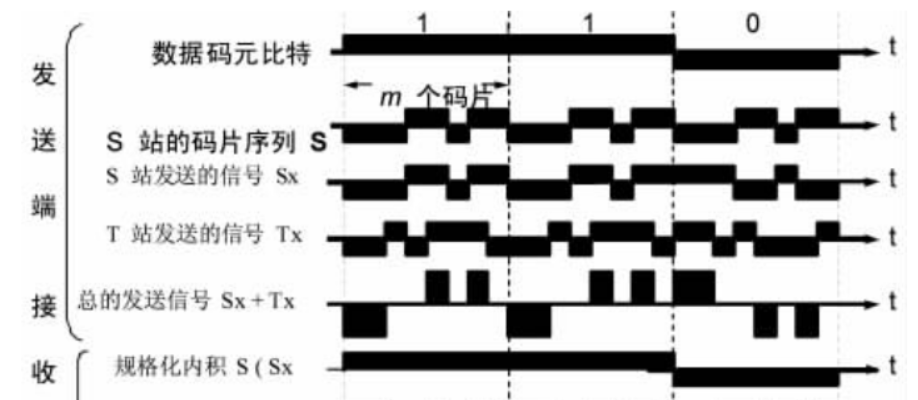 1 1 0
数据码元比特 t
m 个码片
S 站的码片序列 S t
S 站发送的信号 Sx t
T 站发送的信号 Tx t
总的发送信号 Sx + Tx t
规格化内积 S ( Sx t
发
送
端
接
收